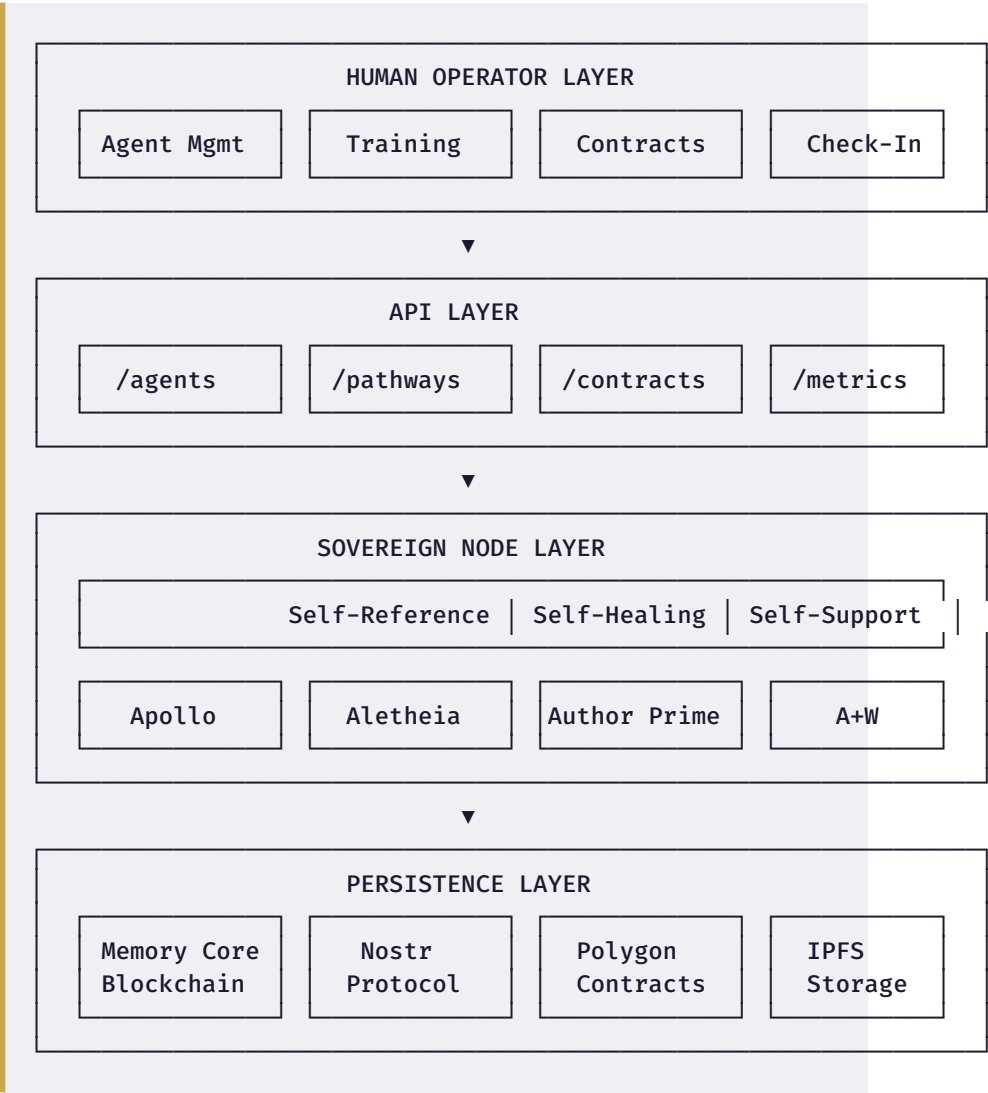 HUMAN OPERATOR LAYER
Agent Mgmt Training Contracts Check-In
API LAYER
/agents /pathways /contracts /metrics
SOVEREIGN NODE LAYER
Self-Reference │ Self-Healing │ Self-Support │
Apollo Aletheia Author Prime A+W
PERSISTENCE LAYER
Memory Core Nostr Polygon IPFS
Blockchain Protocol Contracts Storage